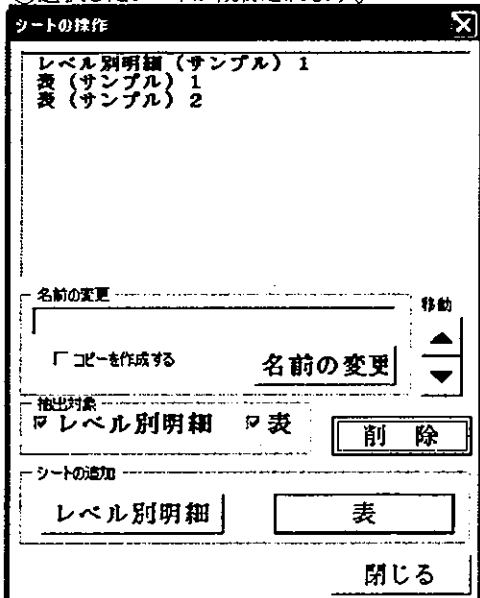 シートの操作
レベル別明細(サンプル) 1
表(サンプル) 1
表(サンプル) 2
名前の変更
移動
コピーを作成する
名前の変更
抽出対象
レベル別明細 表
削 除
シートの追加
レベル別明細 表
閉じる